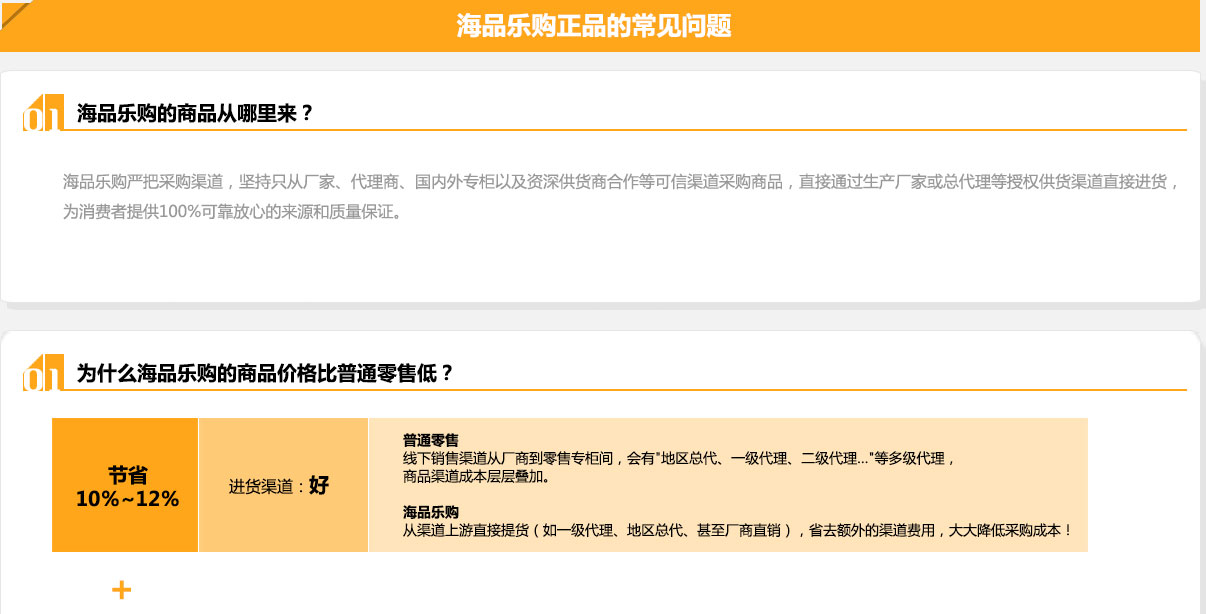 海品乐购正品的常见问题
01 海品乐购的商品从哪里来？
海品乐购严把采购渠道，坚持只从厂家、代理商、国内外专柜以及资深供货商合作等可信渠道采购商品，直接通过生产厂家或总代理等授权供货渠道直接进货，
为消费者提供100%可靠放心的来源和质量保证。
01 为什么海品乐购的商品价格比普通零售低？
节省
10%~12%
进货渠道：好
普通零售
线下销售渠道从厂商到零售专柜间，会有"地区总代、一级代理、二级代理..."等多级代理，
商品渠道成本层层叠加。
海品乐购
从渠道上游直接提货（如一级代理、地区总代、甚至厂商直销），省去额外的渠道费用，大大降低采购成本！
+